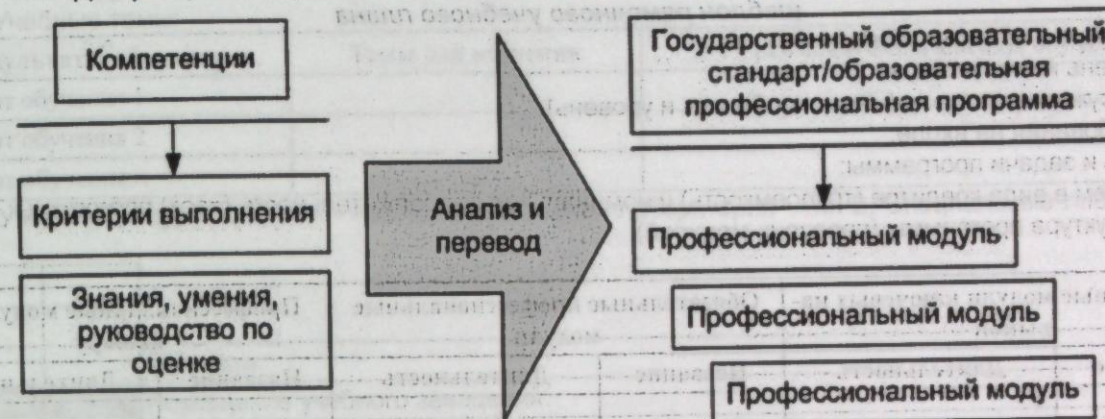 Компетенции
Критерии выполнения
Знания, умения,
руководство по
оценке
Анализ и
перевод
Государственный образовательный
стандарт/образовательная
профессиональная программа
Профессиональный модуль
Профессиональный модуль
Профессиональный модуль